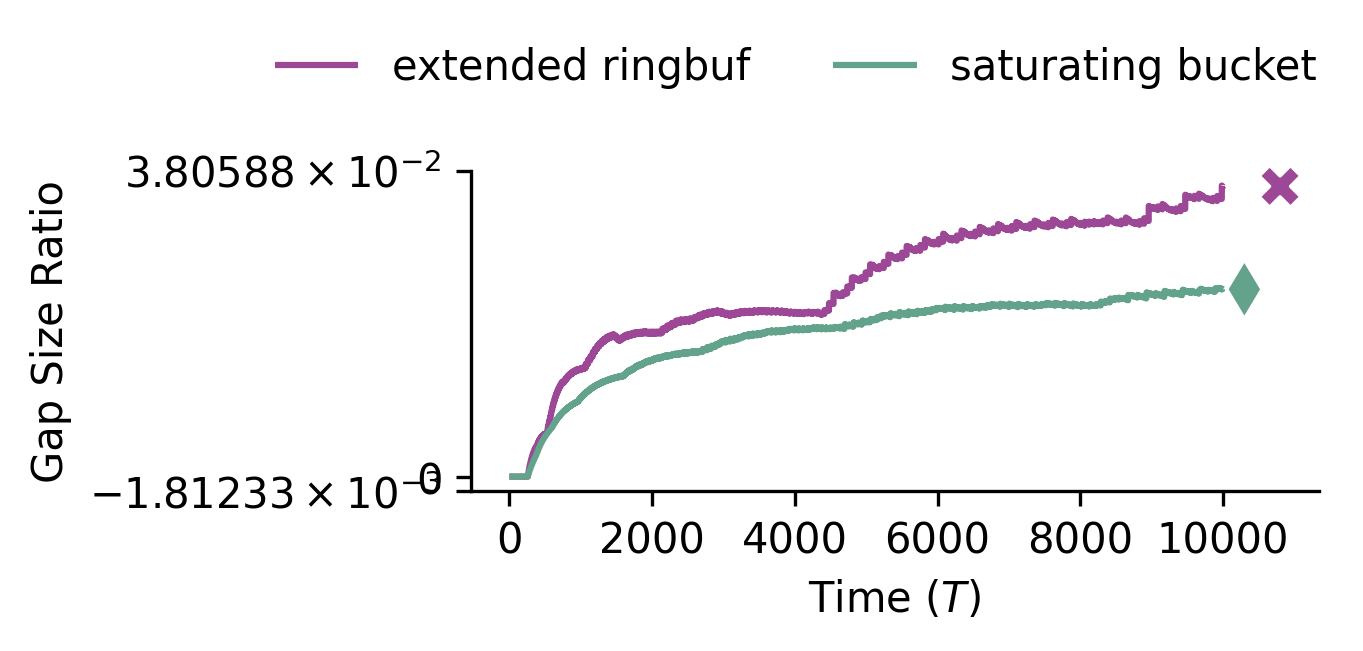 extended ringbuf
saturating bucket
3.80588 × 10⁻²
0
−1.81233 × 10⁻³
Gap Size Ratio
0 2000 4000 6000 8000 10000
Time (T)